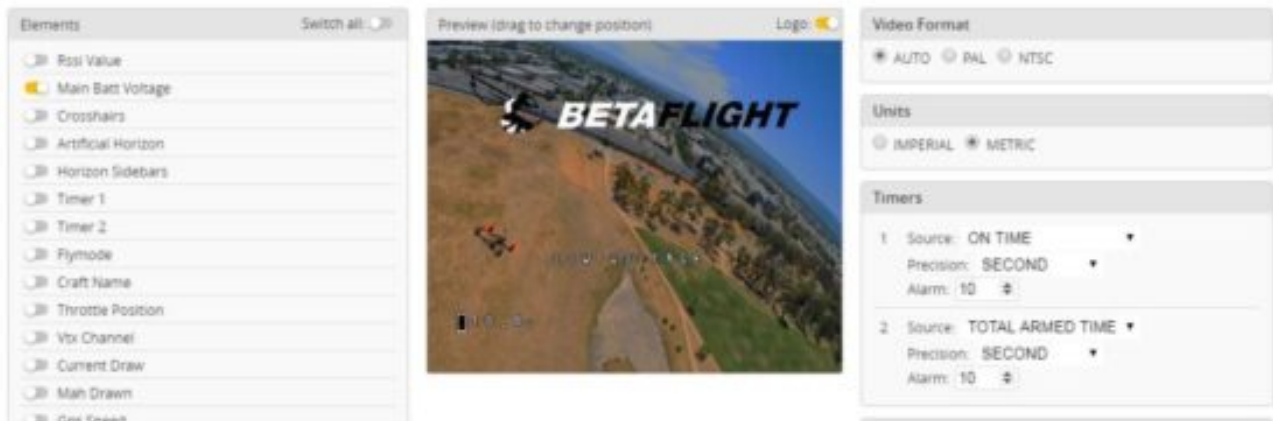 Elements
Switch all:
Rssi Value
Main Batt Voltage
Crosshairs
Artificial Horizon
Horizon Sidebars
Timer 1
Timer 2
Flymode
Craft Name
Throttle Position
Vtx Channel
Current Draw
Mah Drawn
Gps Speed
Preview (drag to change position)
Logo:
BETAFLIGHT
Video Format
AUTO PAL NTSC
Units
IMPERIAL METRIC
Timers
1 Source: ON TIME
Precision: SECOND
Alarm: 10
2 Source: TOTAL ARMED TIME
Precision: SECOND
Alarm: 10